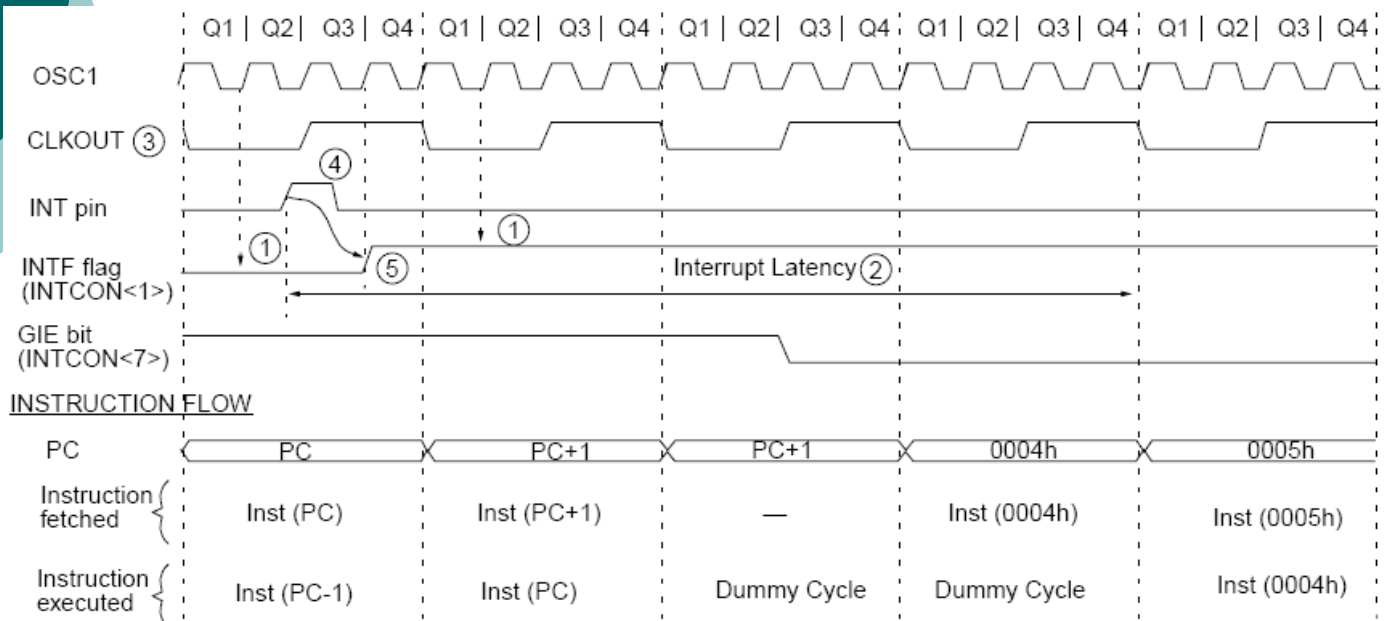 Q1 | Q2 | Q3 | Q4 Q1 | Q2 | Q3 | Q4 Q1 | Q2 | Q3 | Q4 Q1 | Q2 | Q3 | Q4 Q1 | Q2 | Q3 | Q4
OSC1
CLKOUT ③
④
INT pin
① ①
INTF flag ⑤ Interrupt Latency ②
(INTCON<1>)
GIE bit
(INTCON<7>)
INSTRUCTION FLOW
PC PC PC+1 PC+1 0004h 0005h
Instruction
fetched Inst (PC) Inst (PC+1) — Inst (0004h) Inst (0005h)
Instruction
executed Inst (PC-1) Inst (PC) Dummy Cycle Dummy Cycle Inst (0004h)